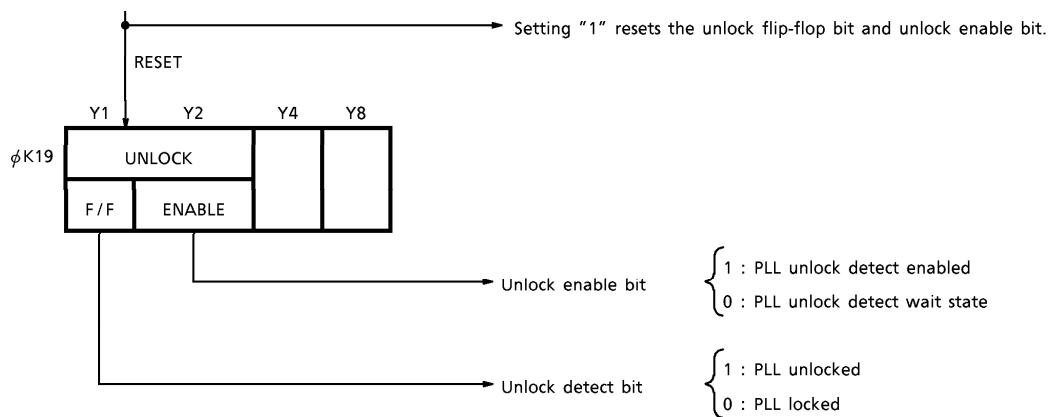 Setting "1" resets the unlock flip-flop bit and unlock enable bit.
RESET
Y1 Y2 Y4 Y8
ϕK19 UNLOCK
F/F ENABLE
Unlock enable bit
1 : PLL unlock detect enabled
0 : PLL unlock detect wait state
Unlock detect bit
1 : PLL unlocked
0 : PLL locked